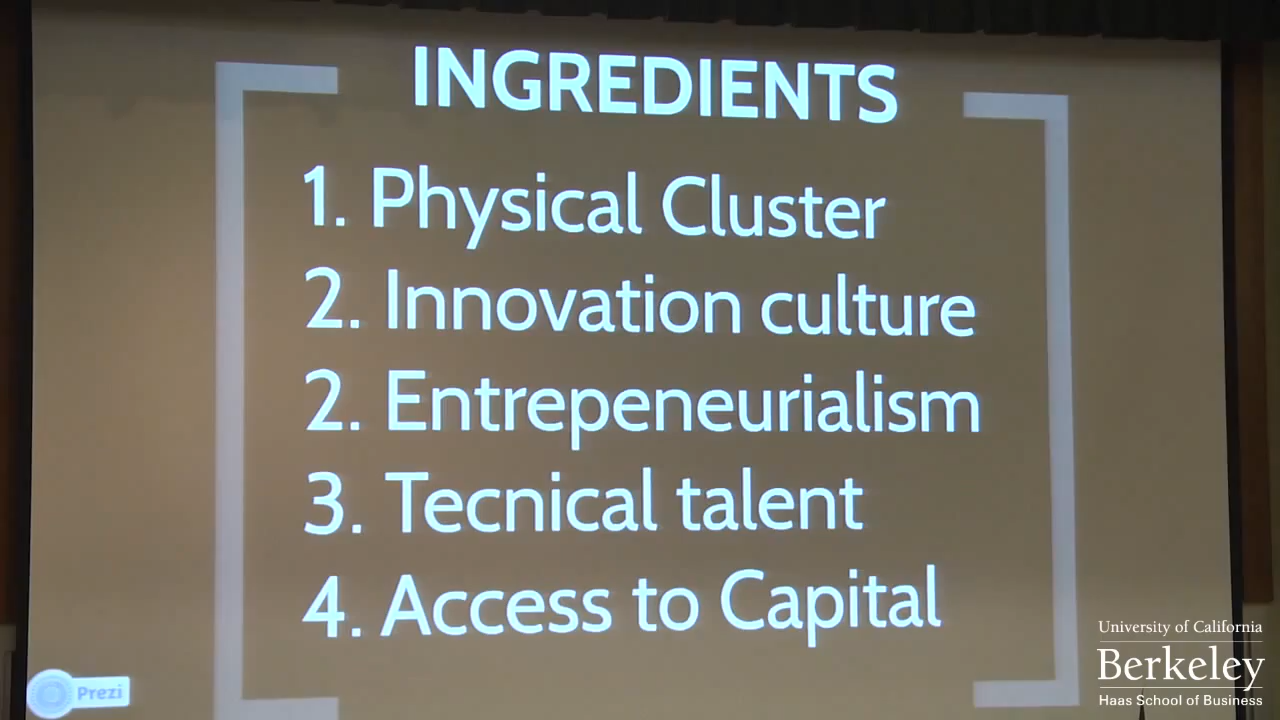 INGREDIENTS
1. Physical Cluster
2. Innovation culture
2. Entrepeneurialism
3. Tecnical talent
4. Access to Capital
Prezi
University of California
Berkeley
Haas School of Business